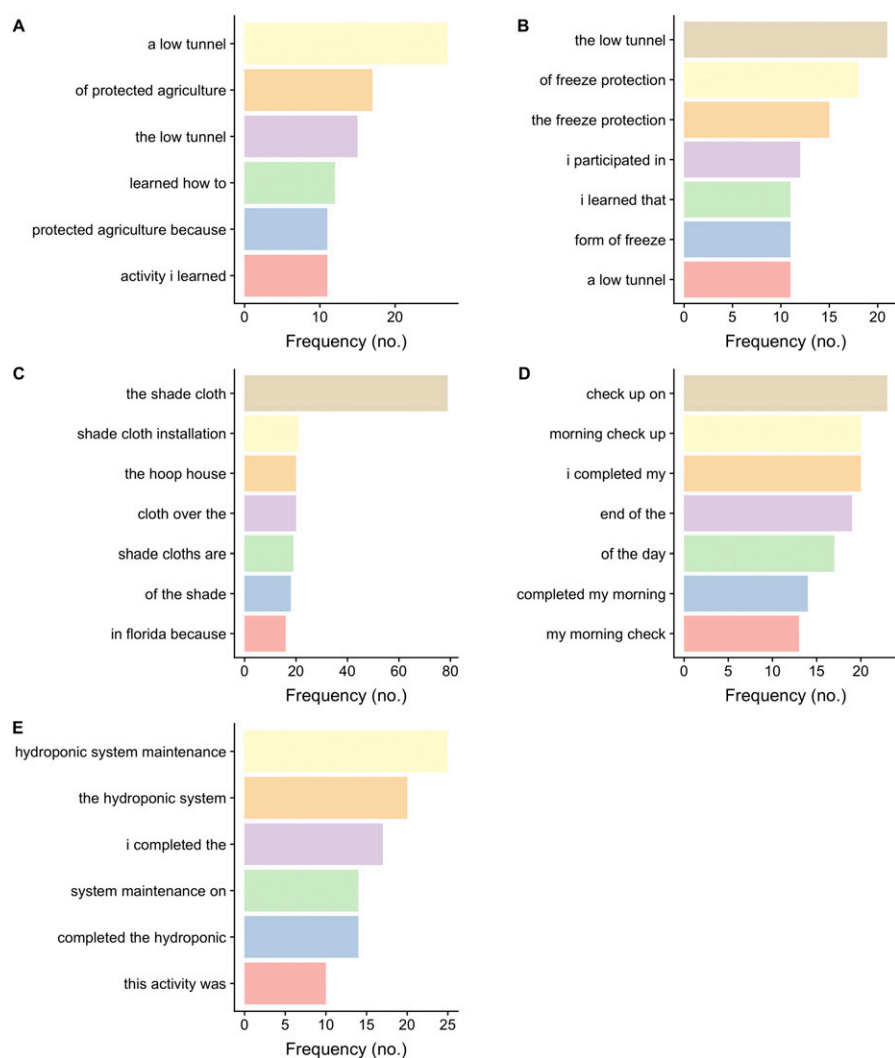 A
a low tunnel
of protected agriculture
the low tunnel
learned how to
protected agriculture because
activity i learned
0 10 20
Frequency (no.)
B
the low tunnel
of freeze protection
the freeze protection
i participated in
i learned that
form of freeze
a low tunnel
0 5 10 15 20
Frequency (no.)
C
the shade cloth
shade cloth installation
the hoop house
cloth over the
shade cloths are
of the shade
in florida because
0 20 40 60 80
Frequency (no.)
D
check up on
morning check up
i completed my
end of the
of the day
completed my morning
my morning check
0 5 10 15 20
Frequency (no.)
E
hydroponic system maintenance
the hydroponic system
i completed the
system maintenance on
completed the hydroponic
this activity was
0 5 10 15 20 25
Frequency (no.)